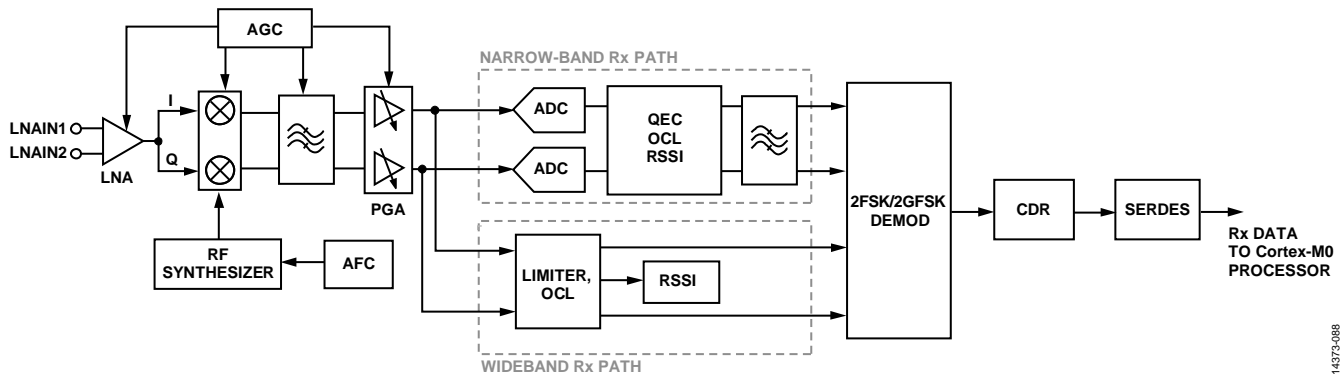 AGC
NARROW-BAND Rx PATH
I
ADC
QEC
OCL
RSSI
LNAIN1
LNAIN2
LNA
Q
ADC
PGA
2FSK/2GFSK
DEMOD
CDR
SERDES
RF
SYNTHESIZER
AFC
LIMITER,
OCL
RSSI
Rx DATA
TO Cortex-M0
PROCESSOR
WIDEBAND Rx PATH
14373-088